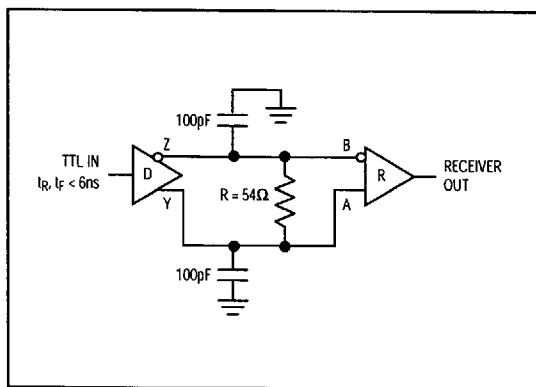 100pF
Z
B
TTL IN
tR, tF < 6ns
D
R = 54Ω
R
RECEIVER
OUT
Y
A
100pF